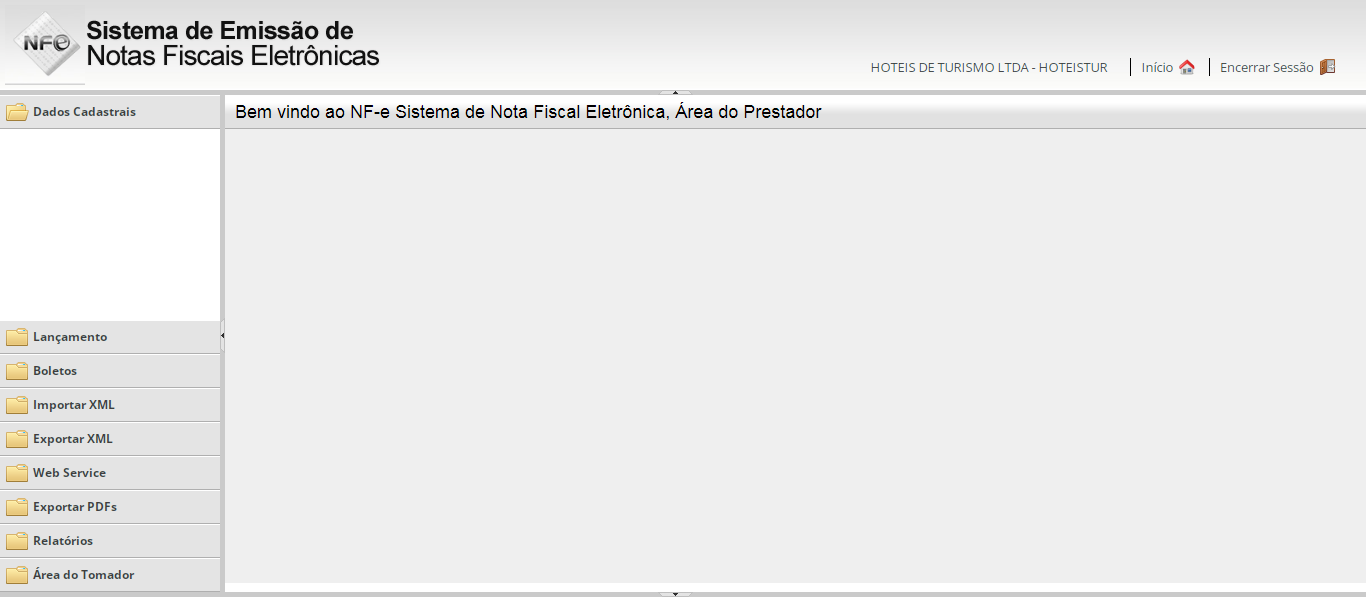 NFe
Sistema de Emissão de
Notas Fiscais Eletrônicas
HOTEIS DE TURISMO LTDA - HOTEISTUR
Início
Encerrar Sessão
Dados Cadastrais
Bem vindo ao NF-e Sistema de Nota Fiscal Eletrônica, Área do Prestador
Lançamento
Boletos
Importar XML
Exportar XML
Web Service
Exportar PDFs
Relatórios
Área do Tomador